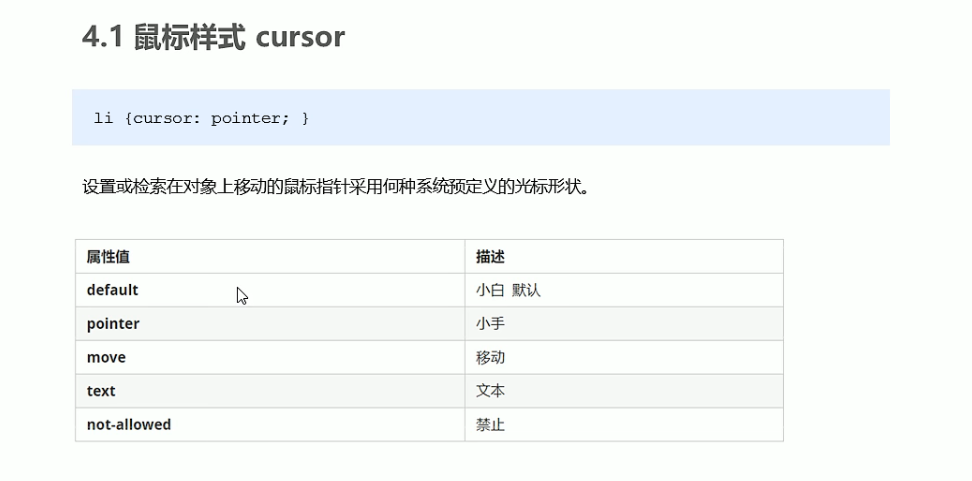 4.1 鼠标样式 cursor
li {cursor: pointer; }
设置或检索在对象上移动的鼠标指针采用何种系统预定义的光标形状。
属性值 描述
default 小白 默认
pointer 小手
move 移动
text 文本
not-allowed 禁止